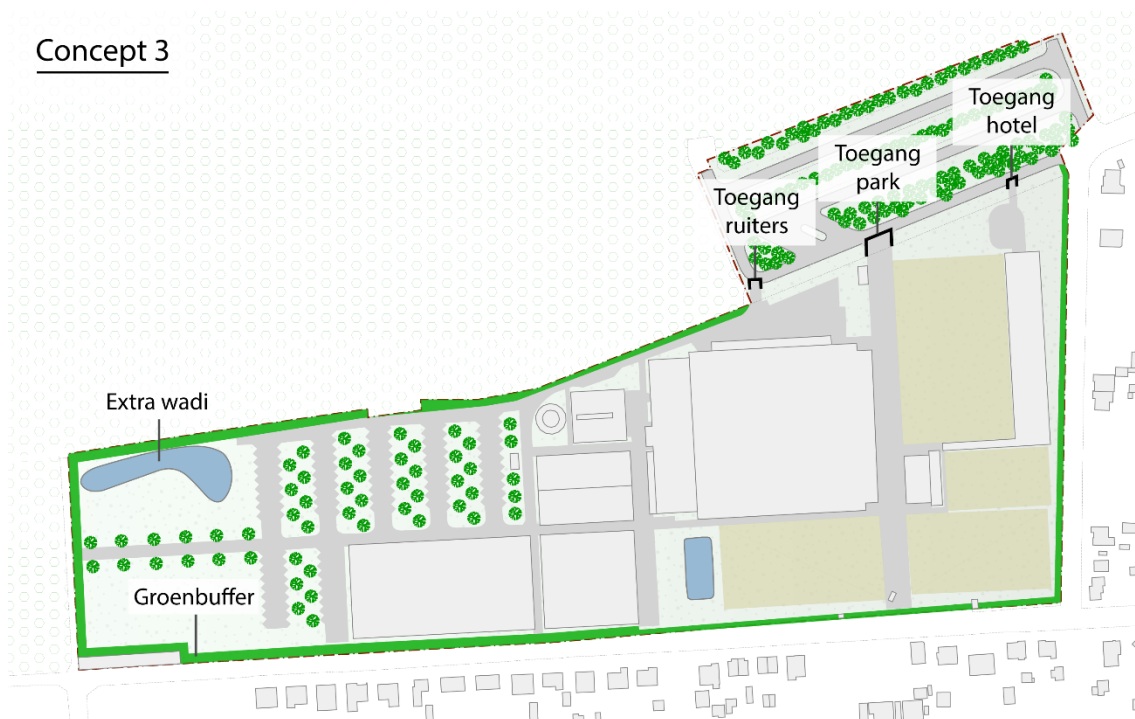 Concept 3
Toegang
hotel
Toegang
park
Toegang
ruiters
Extra wadi
Groenbuffer